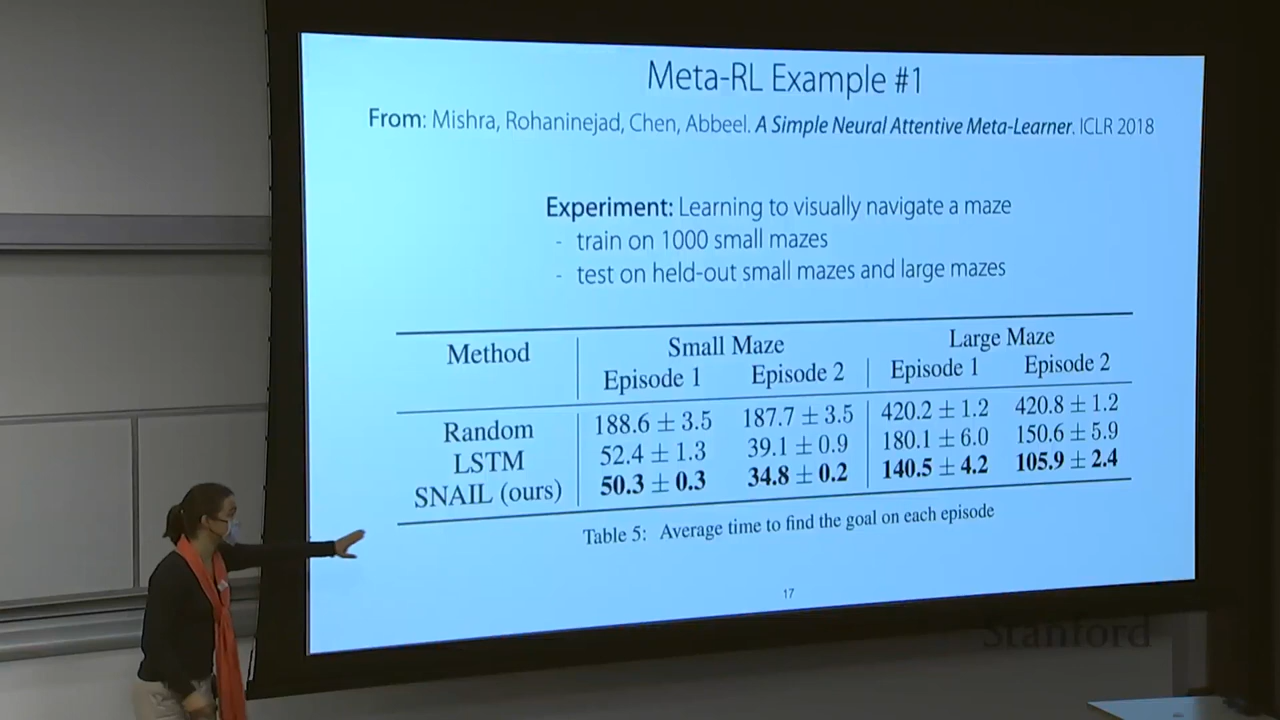 Meta-RL Example #1
From: Mishra, Rohaninejad, Chen, Abbeel. A Simple Neural Attentive Meta-Learner. ICLR 2018
Experiment: Learning to visually navigate a maze
- train on 1000 small mazes
- test on held-out small mazes and large mazes
Method Small Maze Large Maze
Episode 1 Episode 2 Episode 1 Episode 2
Random 188.6 ± 3.5 187.7 ± 3.5 420.2 ± 1.2 420.8 ± 1.2
LSTM 52.4 ± 1.3 39.1 ± 0.9 180.1 ± 6.0 150.6 ± 5.9
SNAIL (ours) 50.3 ± 0.3 34.8 ± 0.2 140.5 ± 4.2 105.9 ± 2.4
Table 5: Average time to find the goal on each episode
17
Stanford